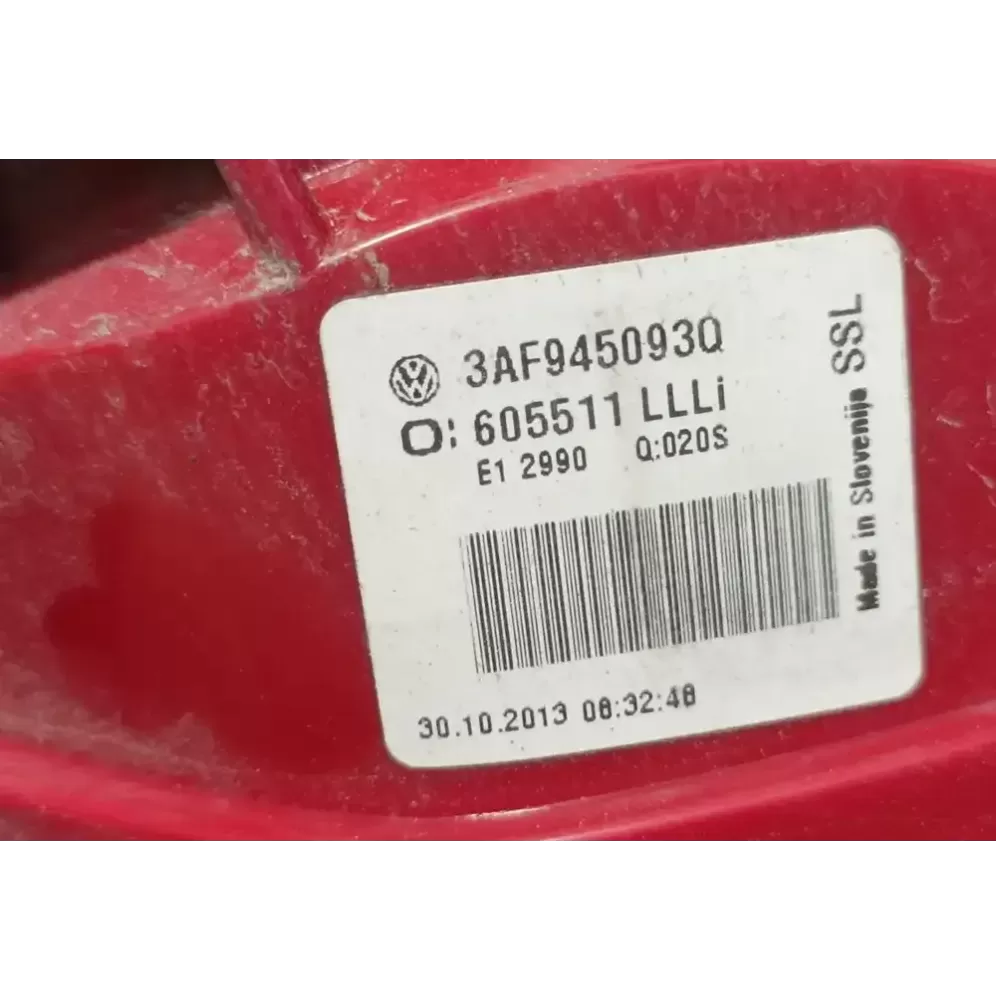 3AF945093Q
O: 605511 LLLi
E1 2990 Q:020S
30.10.2013 08:32:48
Made in Slovenija SSL